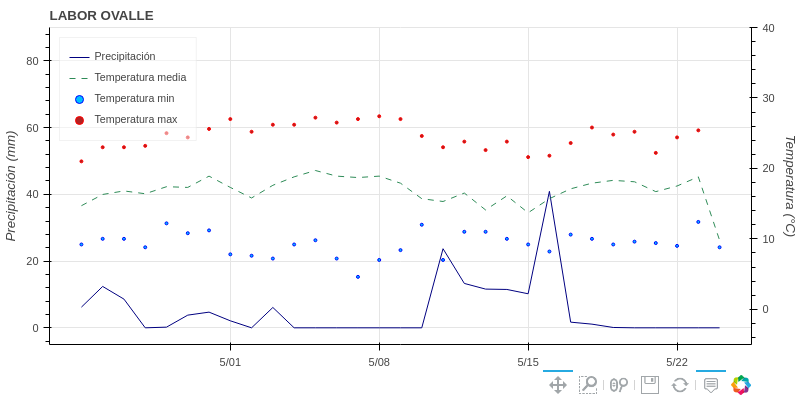 LABOR OVALLE
Precipitación
Temperatura media
Temperatura min
Temperatura max
Precipitación (mm)
80
60
40
20
0
Temperatura (°C)
40
30
20
10
0
5/01
5/08
5/15
5/22